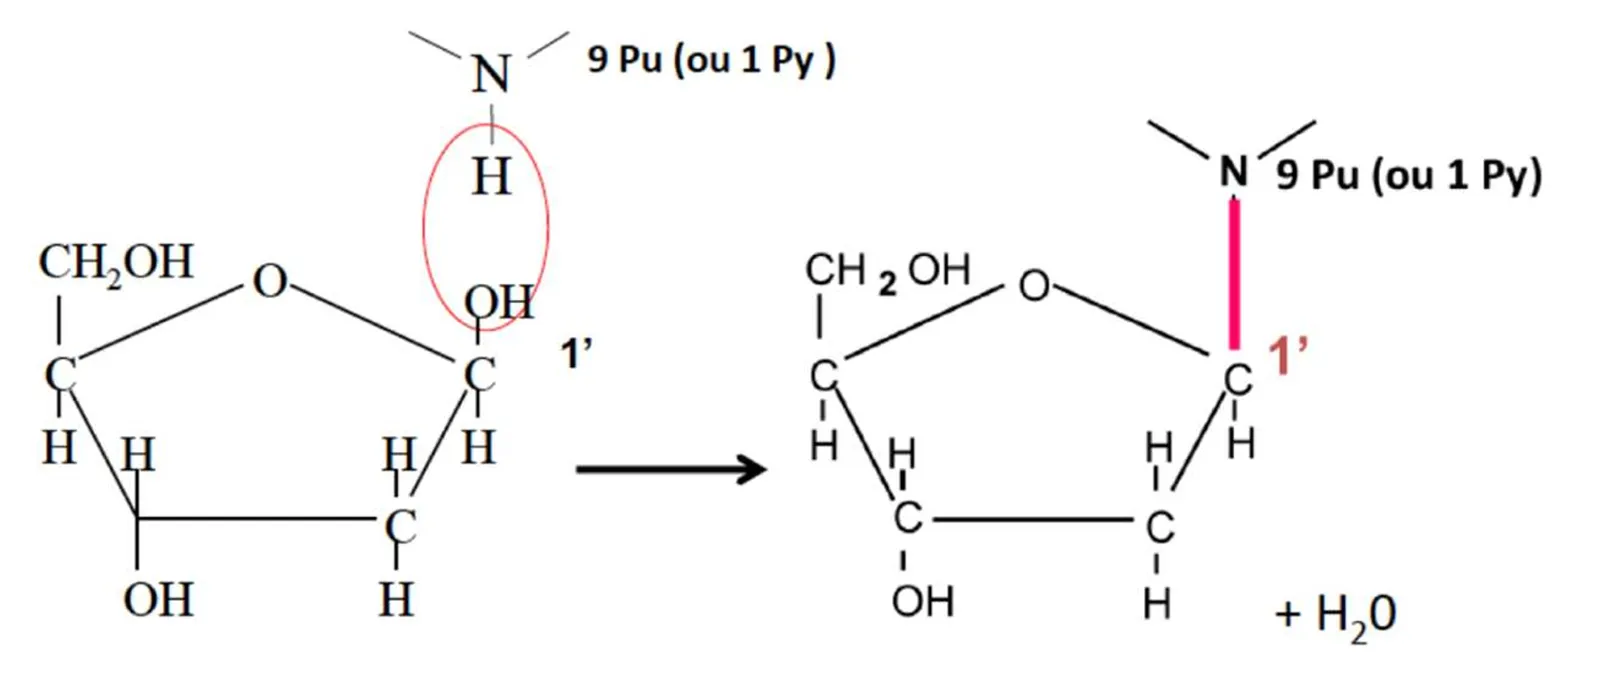 N 9 Pu (ou 1 Py )
H
CH2OH O OH
1’
C C
H H H H
C
OH H
N 9 Pu (ou 1 Py)
CH 2 OH O
C C 1’
H H H H
C C
OH H
+ H20